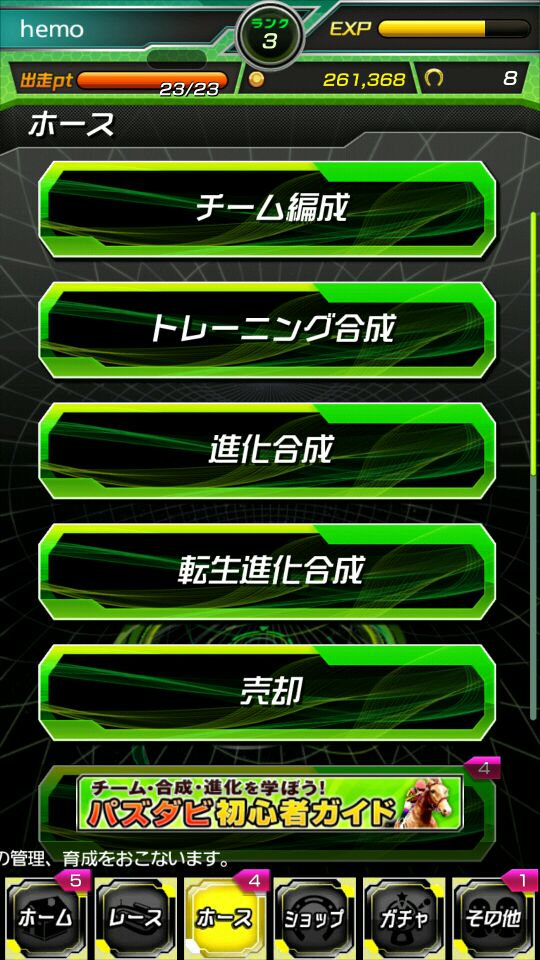 hemo
ランク
3
EXP
出走pt
23/23
261,368
8
ホース
チーム編成
トレーニング合成
進化合成
転生進化合成
売却
4
チーム・合成・進化を学ぼう!
パズダビ初心者ガイド
の管理、育成をおこないます。
5
4
1
ホーム
レース
ホース
ショップ
ガチャ
その他